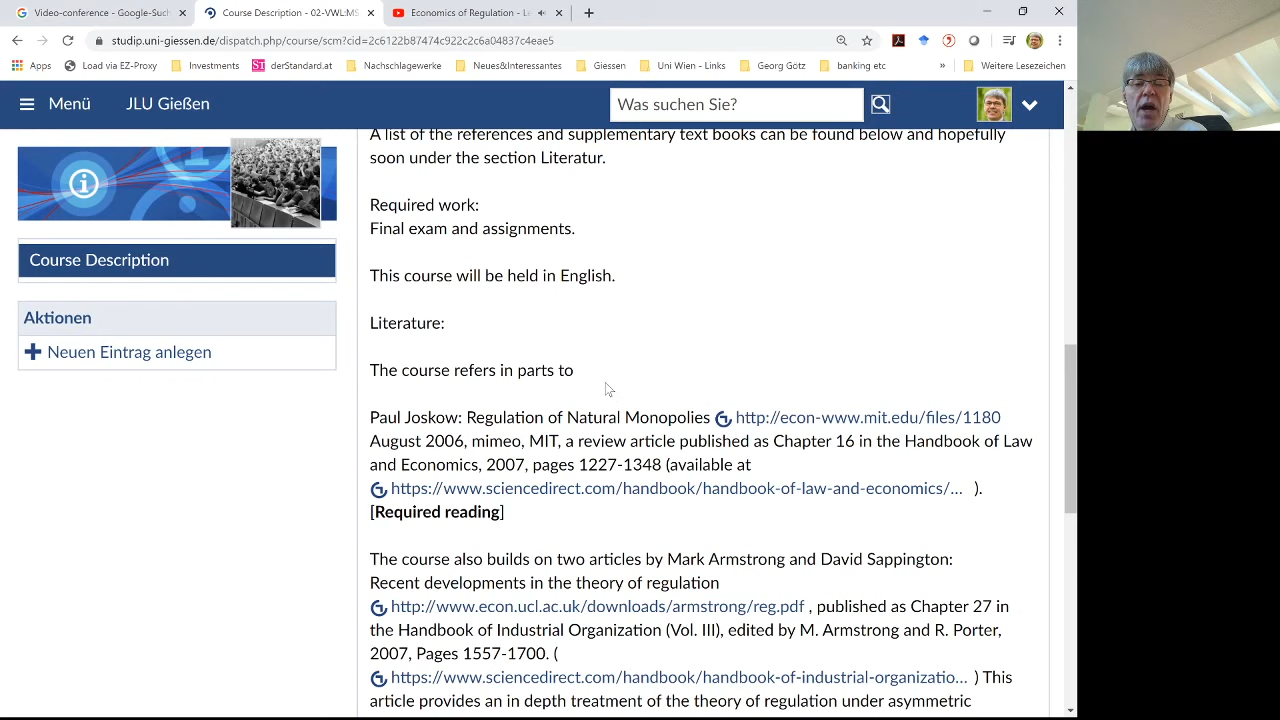 Video-conference - Google-Such
Course Description - 02-VWL:MS
Economics of Regulation - Le
studip.uni-giessen.de/dispatch.php/course/scm?cid=2c6122b87474c922c2c6a04837c4eae5
Apps
Load via EZ-Proxy
Investments
ST derStandard.at
Nachschlagewerke
Neues&Interessantes
Giessen
Uni Wien - Links
Georg Götz
banking etc
»
Weitere Lesezeichen
Menü
JLU Gießen
Was suchen Sie?
Course Description
Aktionen
Neuen Eintrag anlegen
A list of the references and supplementary text books can be found below and hopefully
soon under the section Literatur.
Required work:
Final exam and assignments.
This course will be held in English.
Literature:
The course refers in parts to
Paul Joskow: Regulation of Natural Monopolies http://econ-www.mit.edu/files/1180
August 2006, mimeo, MIT, a review article published as Chapter 16 in the Handbook of Law
and Economics, 2007, pages 1227-1348 (available at
https://www.sciencedirect.com/handbook/handbook-of-law-and-economics/... ).
[Required reading]
The course also builds on two articles by Mark Armstrong and David Sappington:
Recent developments in the theory of regulation
http://www.econ.ucl.ac.uk/downloads/armstrong/reg.pdf , published as Chapter 27 in
the Handbook of Industrial Organization (Vol. III), edited by M. Armstrong and R. Porter,
2007, Pages 1557-1700. (
https://www.sciencedirect.com/handbook/handbook-of-industrial-organizatio... ) This
article provides an in depth treatment of the theory of regulation under asymmetric